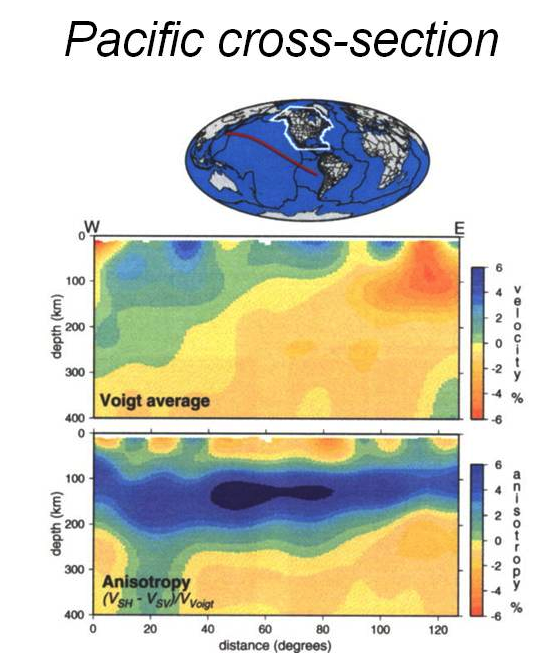 Pacific cross-section
W E
0
100
200
300
400
depth (km)
Voigt average
6
4
2
0
-2
-4
-6
velocity %
0
100
200
300
400
depth (km)
Anisotropy
(VSH - VSV)/VVoigt
6
4
2
0
-2
-4
-6
anisotropy %
0 20 40 60 80 100 120
distance (degrees)